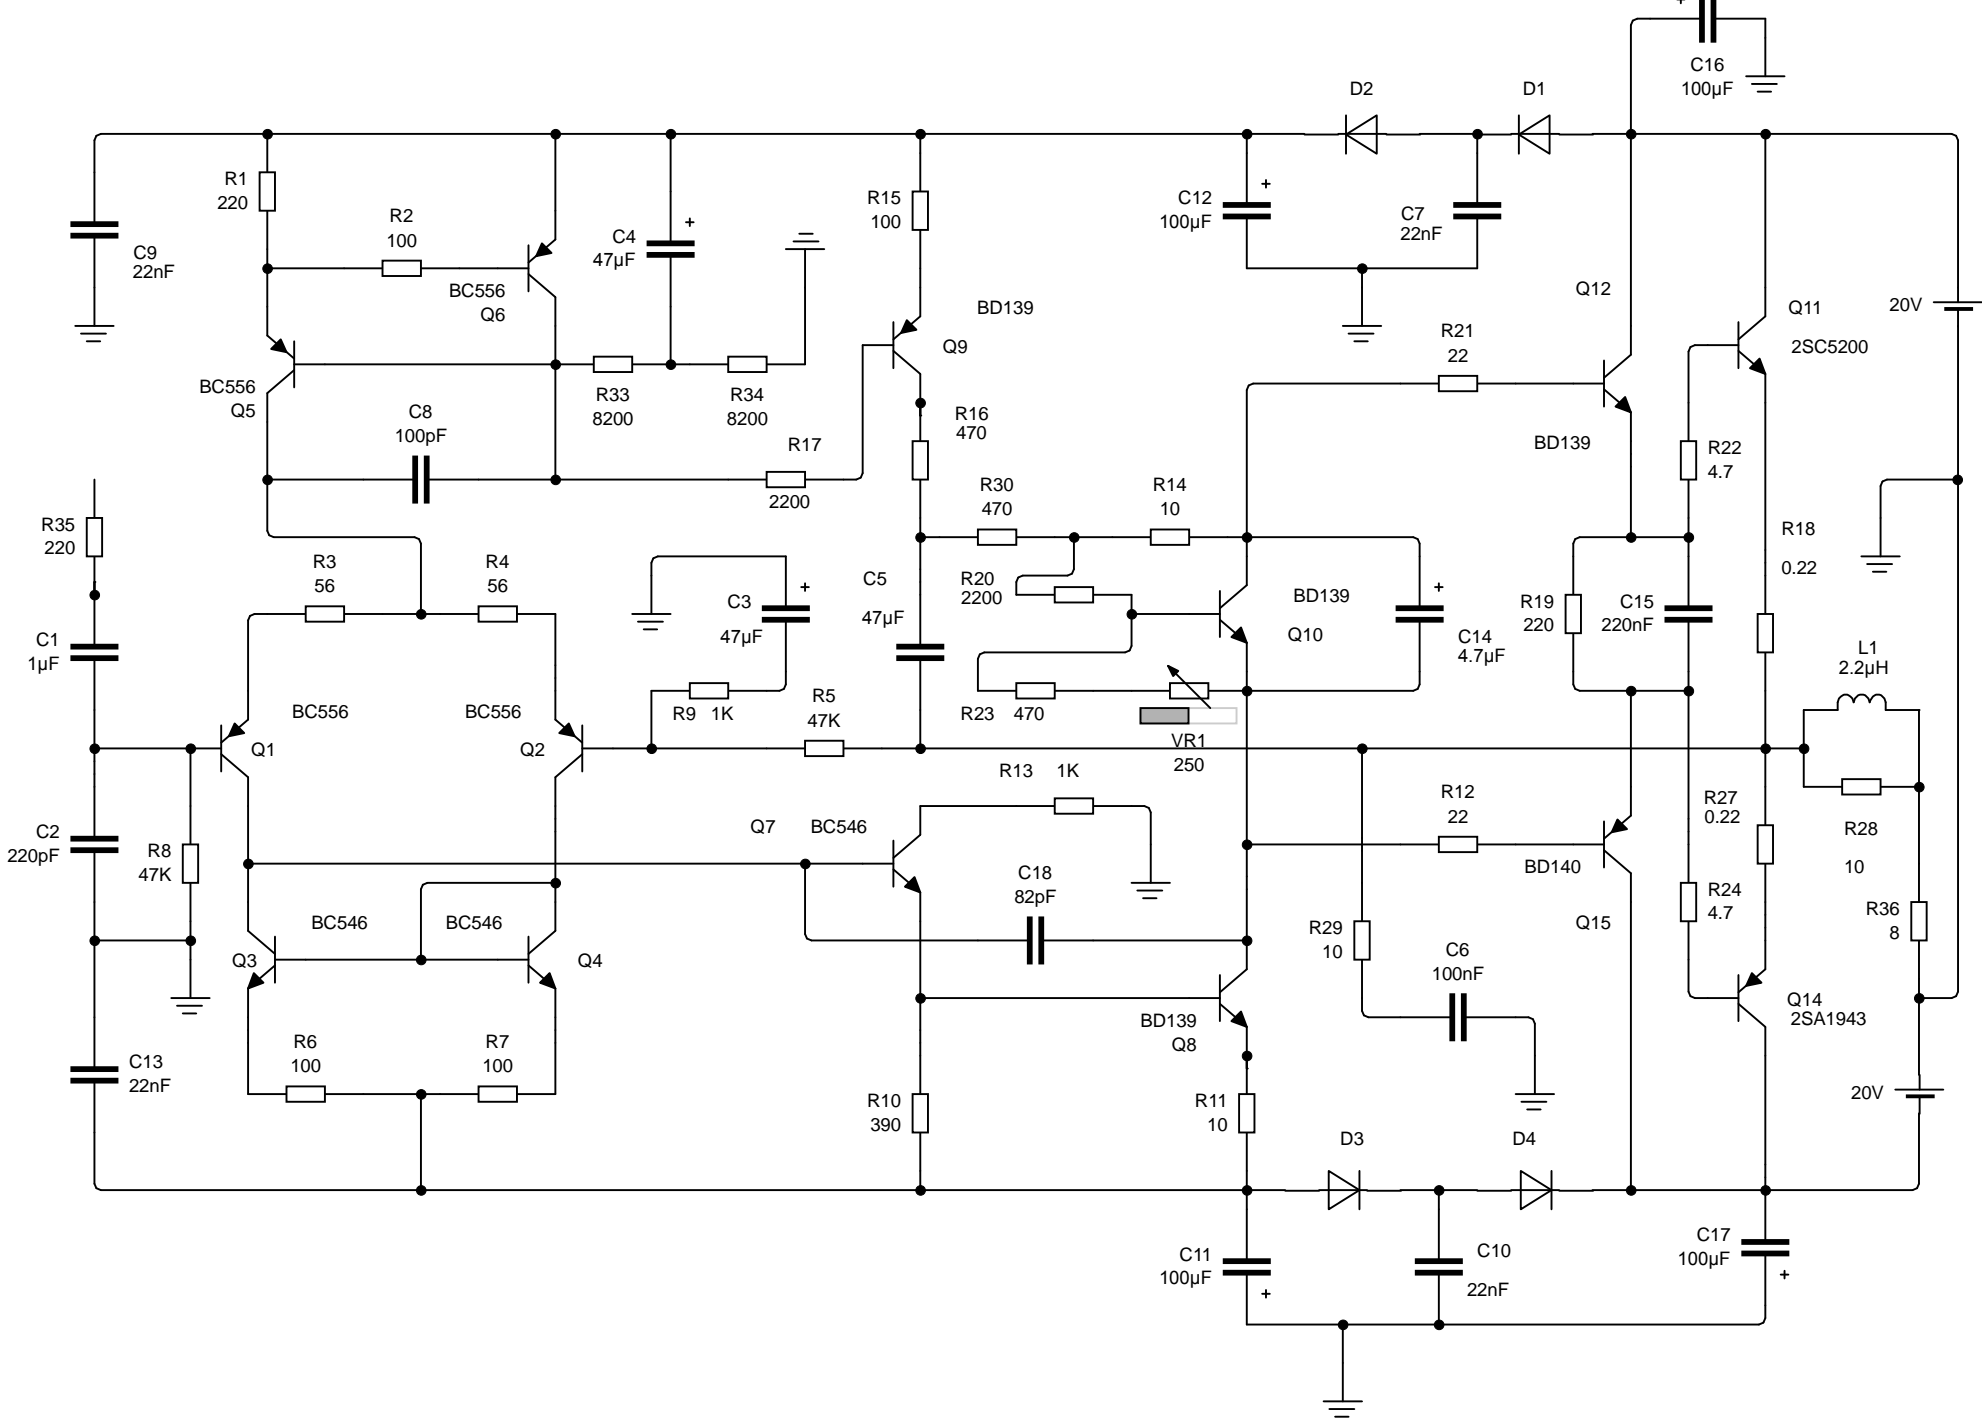 +
C16
100µF
D2
D1
R1
220
R2
100
C9
22nF
BC556
Q6
C4
47µF
+
R15
100
C12
100µF
+
C7
22nF
BD139
Q9
Q12
Q11
2SC5200
20V
BC556
Q5
R33
8200
R34
8200
C8
100pF
R17
2200
R16
470
R21
22
BD139
R22
4.7
R35
220
R30
470
R14
10
R18
0.22
R3
56
R4
56
C3
47µF
+
C5
47µF
R20
2200
BD139
Q10
+
C14
4.7µF
R19
220
C15
220nF
C1
1µF
L1
2.2µH
BC556
Q1
BC556
Q2
R9 1K
R5
47K
R23 470
VR1
250
R13 1K
R12
22
R27
0.22
R28
10
C2
220pF
R8
47K
Q7 BC546
C18
82pF
BD140
Q15
R24
4.7
R36
8
BC546
Q3
BC546
Q4
R29
10
C6
100nF
BD139
Q8
Q14
2SA1943
C13
22nF
R6
100
R7
100
R10
390
R11
10
20V
D3
D4
C11
100µF
+
C10
22nF
C17
100µF
+